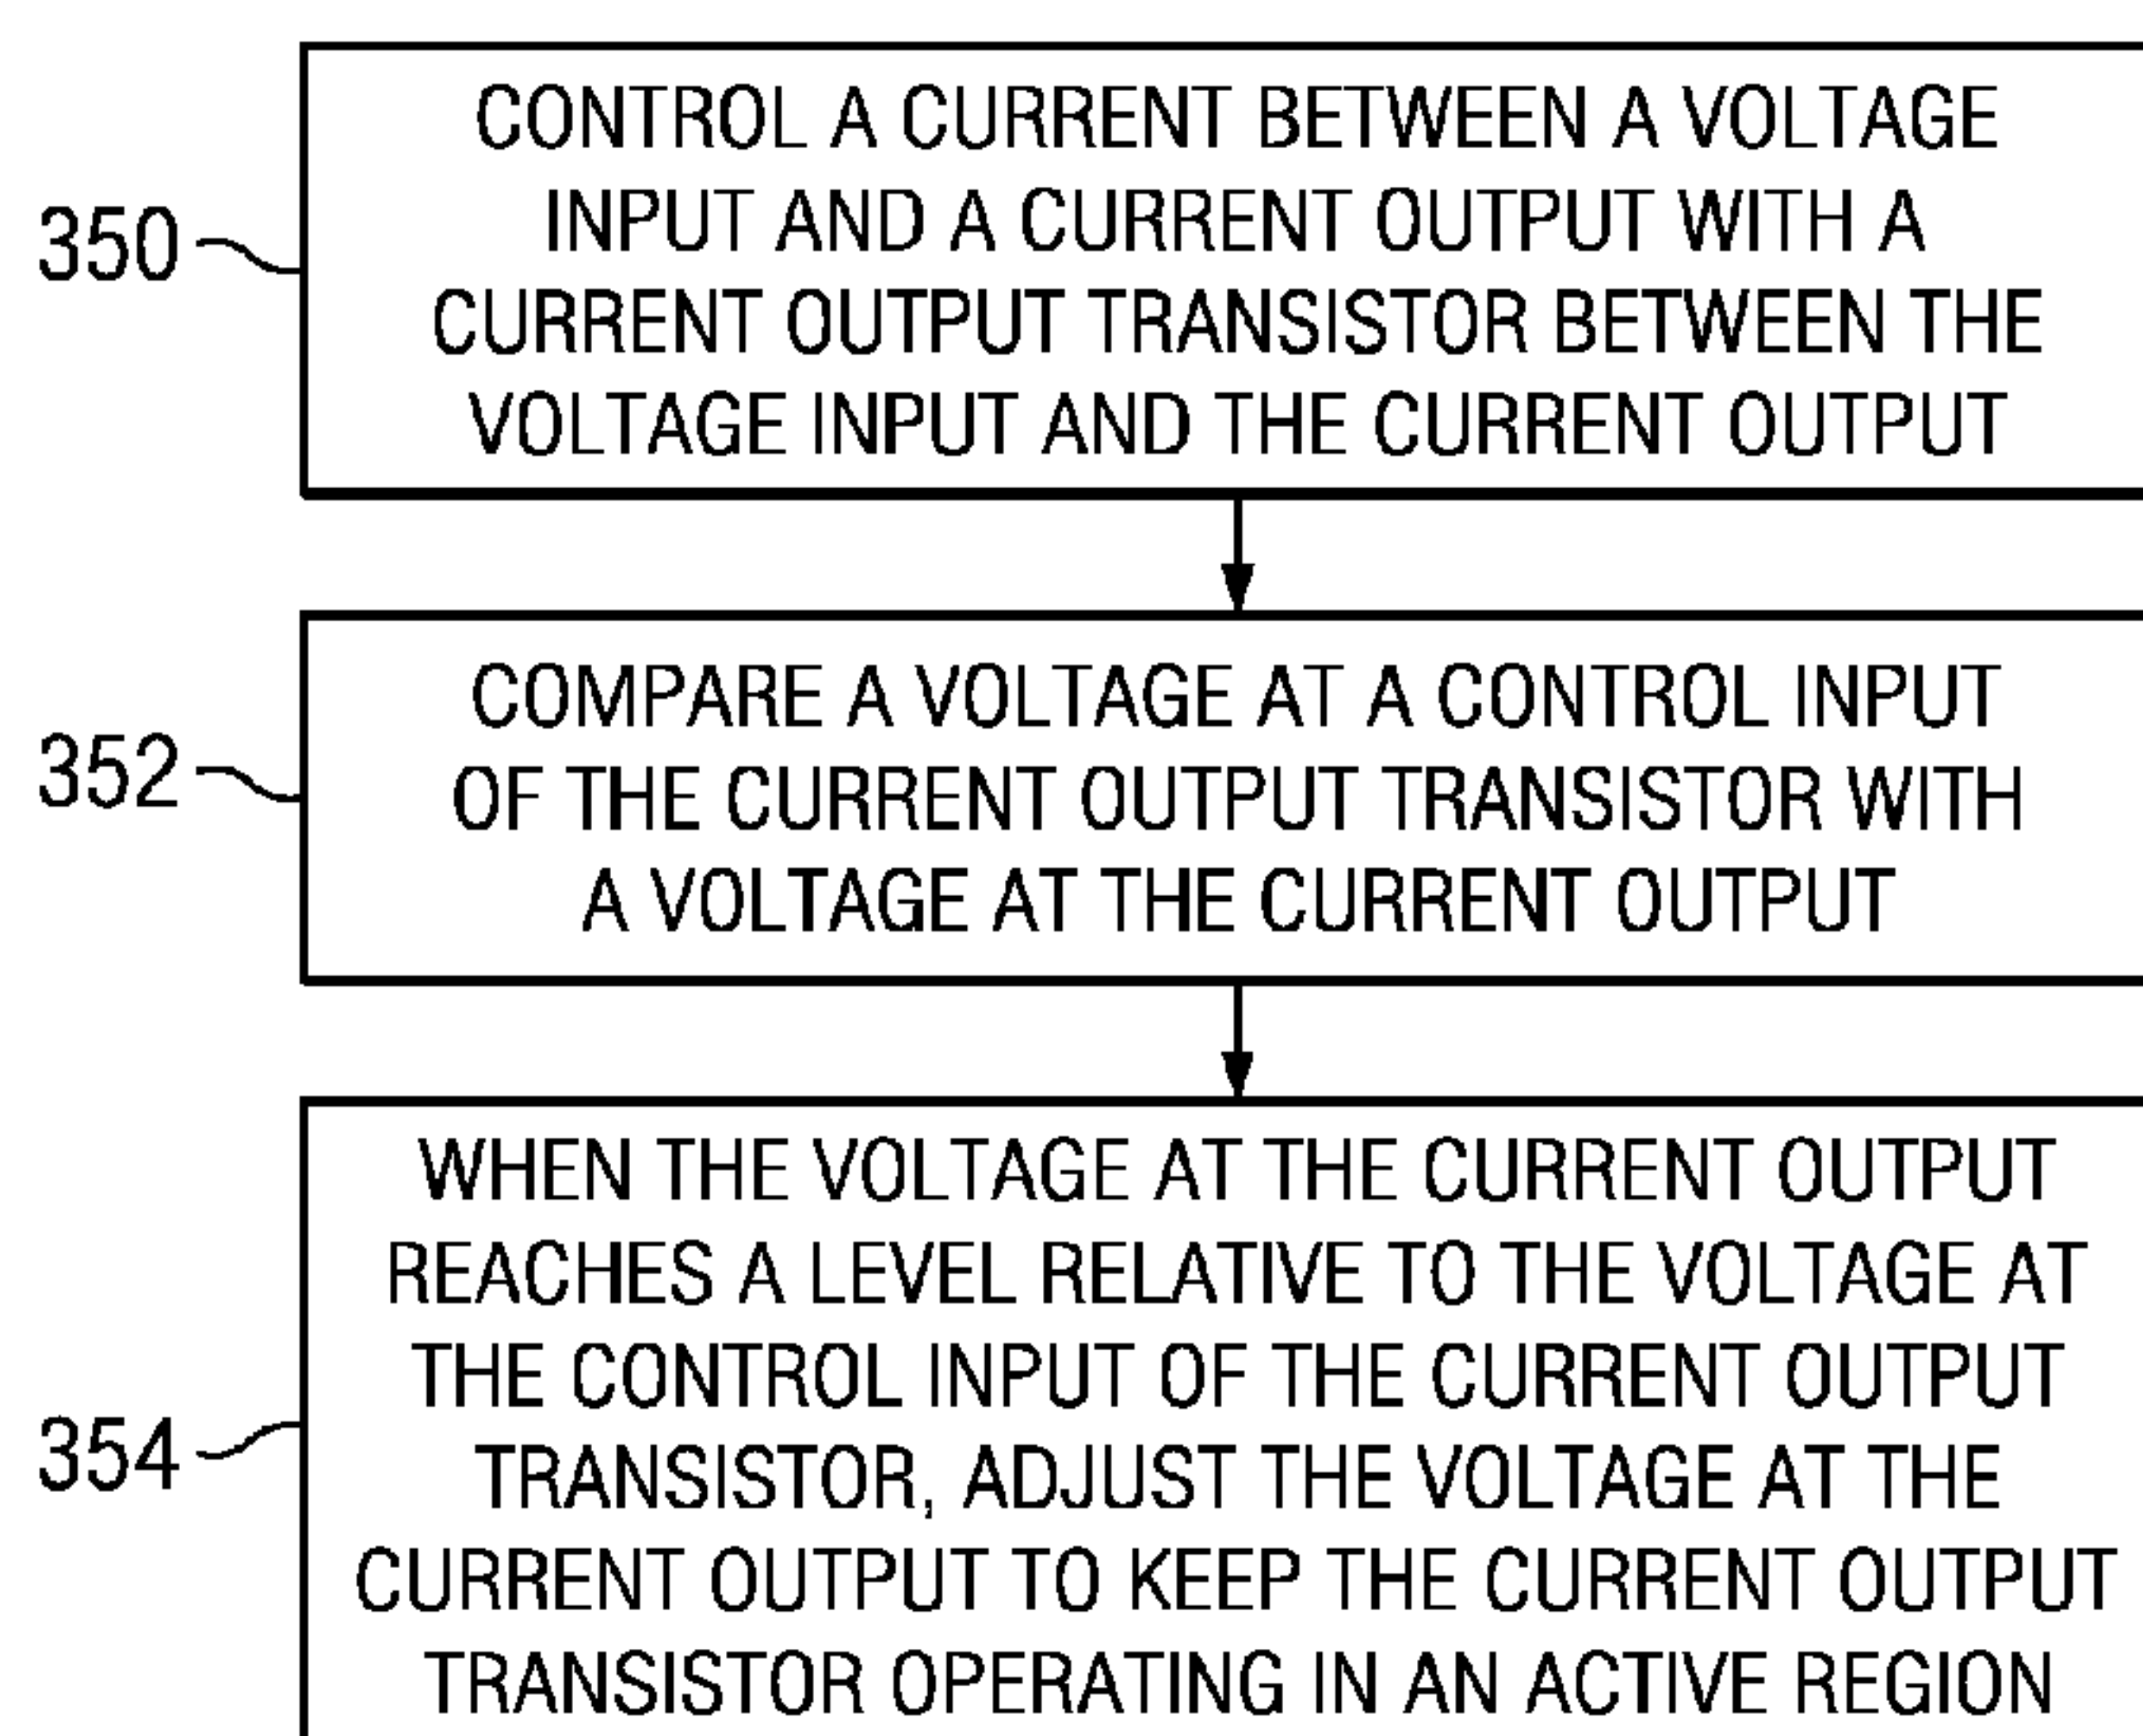 CONTROL A CURRENT BETWEEN A VOLTAGE
INPUT AND A CURRENT OUTPUT WITH A
CURRENT OUTPUT TRANSISTOR BETWEEN THE
VOLTAGE INPUT AND THE CURRENT OUTPUT
350
COMPARE A VOLTAGE AT A CONTROL INPUT
OF THE CURRENT OUTPUT TRANSISTOR WITH
A VOLTAGE AT THE CURRENT OUTPUT
352
WHEN THE VOLTAGE AT THE CURRENT OUTPUT
REACHES A LEVEL RELATIVE TO THE VOLTAGE AT
THE CONTROL INPUT OF THE CURRENT OUTPUT
TRANSISTOR, ADJUST THE VOLTAGE AT THE
CURRENT OUTPUT TO KEEP THE CURRENT OUTPUT
TRANSISTOR OPERATING IN AN ACTIVE REGION
354